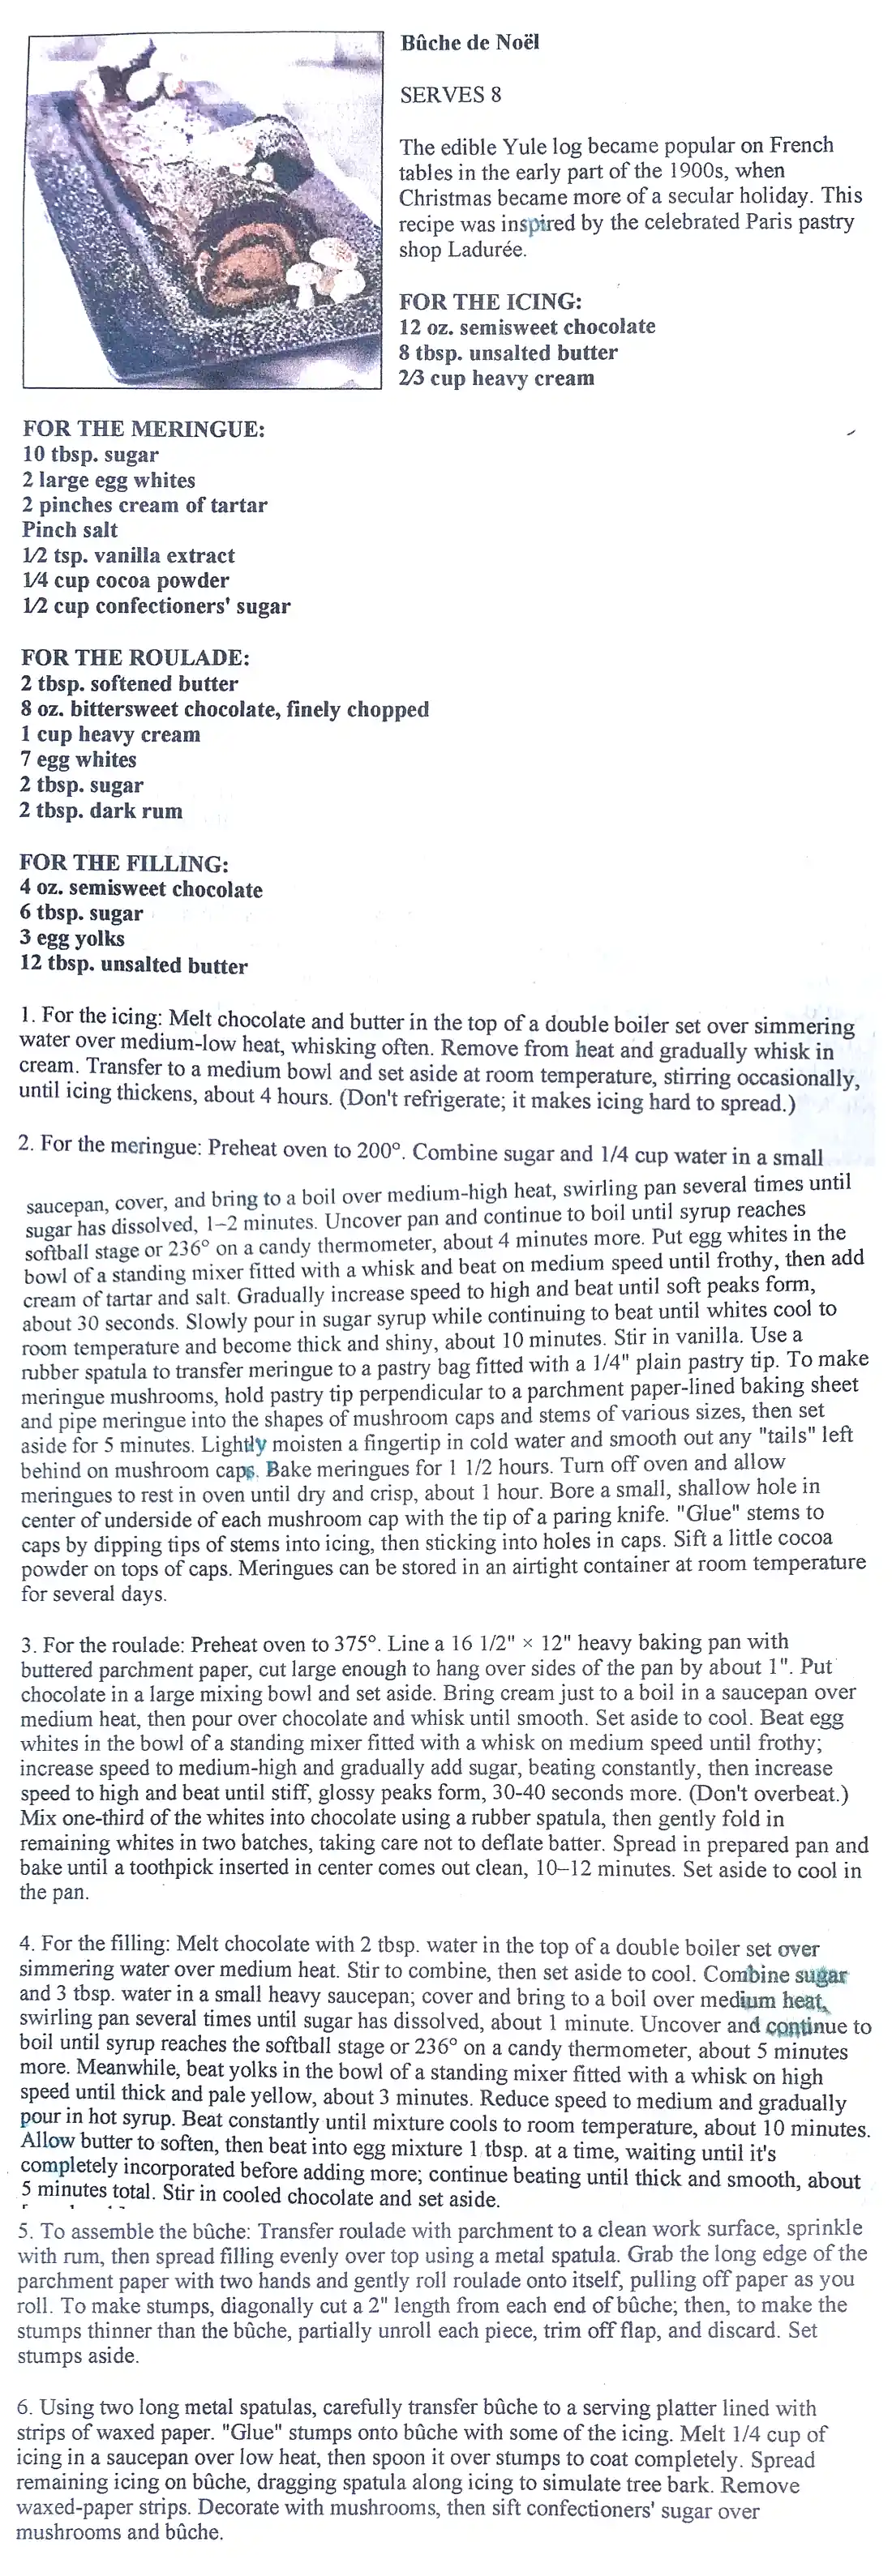 Bûche de Noël
SERVES 8
The edible Yule log became popular on French
tables in the early part of the 1900s, when
Christmas became more of a secular holiday. This
recipe was inspired by the celebrated Paris pastry
shop Ladurée.
FOR THE ICING:
12 oz. semisweet chocolate
8 tbsp. unsalted butter
2/3 cup heavy cream
FOR THE MERINGUE:
10 tbsp. sugar
2 large egg whites
2 pinches cream of tartar
Pinch salt
1/2 tsp. vanilla extract
1/4 cup cocoa powder
1/2 cup confectioners' sugar
FOR THE ROULADE:
2 tbsp. softened butter
8 oz. bittersweet chocolate, finely chopped
1 cup heavy cream
7 egg whites
2 tbsp. sugar
2 tbsp. dark rum
FOR THE FILLING:
4 oz. semisweet chocolate
6 tbsp. sugar
3 egg yolks
12 tbsp. unsalted butter
1. For the icing: Melt chocolate and butter in the top of a double boiler set over simmering
water over medium-low heat, whisking often. Remove from heat and gradually whisk in
cream. Transfer to a medium bowl and set aside at room temperature, stirring occasionally,
until icing thickens, about 4 hours. (Don't refrigerate; it makes icing hard to spread.)
2. For the meringue: Preheat oven to 200°. Combine sugar and 1/4 cup water in a small
saucepan, cover, and bring to a boil over medium-high heat, swirling pan several times until
sugar has dissolved, 1–2 minutes. Uncover pan and continue to boil until syrup reaches
softball stage or 236° on a candy thermometer, about 4 minutes more. Put egg whites in the
bowl of a standing mixer fitted with a whisk and beat on medium speed until frothy, then add
cream of tartar and salt. Gradually increase speed to high and beat until soft peaks form,
about 30 seconds. Slowly pour in sugar syrup while continuing to beat until whites cool to
room temperature and become thick and shiny, about 10 minutes. Stir in vanilla. Use a
rubber spatula to transfer meringue to a pastry bag fitted with a 1/4" plain pastry tip. To make
meringue mushrooms, hold pastry tip perpendicular to a parchment paper-lined baking sheet
and pipe meringue into the shapes of mushroom caps and stems of various sizes, then set
aside for 5 minutes. Lightly moisten a fingertip in cold water and smooth out any "tails" left
behind on mushroom caps. Bake meringues for 1 1/2 hours. Turn off oven and allow
meringues to rest in oven until dry and crisp, about 1 hour. Bore a small, shallow hole in
center of underside of each mushroom cap with the tip of a paring knife. "Glue" stems to
caps by dipping tips of stems into icing, then sticking into holes in caps. Sift a little cocoa
powder on tops of caps. Meringues can be stored in an airtight container at room temperature
for several days.
3. For the roulade: Preheat oven to 375°. Line a 16 1/2" × 12" heavy baking pan with
buttered parchment paper, cut large enough to hang over sides of the pan by about 1". Put
chocolate in a large mixing bowl and set aside. Bring cream just to a boil in a saucepan over
medium heat, then pour over chocolate and whisk until smooth. Set aside to cool. Beat egg
whites in the bowl of a standing mixer fitted with a whisk on medium speed until frothy;
increase speed to medium-high and gradually add sugar, beating constantly, then increase
speed to high and beat until stiff, glossy peaks form, 30-40 seconds more. (Don't overbeat.)
Mix one-third of the whites into chocolate using a rubber spatula, then gently fold in
remaining whites in two batches, taking care not to deflate batter. Spread in prepared pan and
bake until a toothpick inserted in center comes out clean, 10–12 minutes. Set aside to cool in
the pan.
4. For the filling: Melt chocolate with 2 tbsp. water in the top of a double boiler set over
simmering water over medium heat. Stir to combine, then set aside to cool. Combine sugar
and 3 tbsp. water in a small heavy saucepan; cover and bring to a boil over medium heat,
swirling pan several times until sugar has dissolved, about 1 minute. Uncover and continue to
boil until syrup reaches the softball stage or 236° on a candy thermometer, about 5 minutes
more. Meanwhile, beat yolks in the bowl of a standing mixer fitted with a whisk on high
speed until thick and pale yellow, about 3 minutes. Reduce speed to medium and gradually
pour in hot syrup. Beat constantly until mixture cools to room temperature, about 10 minutes.
Allow butter to soften, then beat into egg mixture 1 tbsp. at a time, waiting until it's
completely incorporated before adding more; continue beating until thick and smooth, about
5 minutes total. Stir in cooled chocolate and set aside.
5. To assemble the bûche: Transfer roulade with parchment to a clean work surface, sprinkle
with rum, then spread filling evenly over top using a metal spatula. Grab the long edge of the
parchment paper with two hands and gently roll roulade onto itself, pulling off paper as you
roll. To make stumps, diagonally cut a 2" length from each end of bûche; then, to make the
stumps thinner than the bûche, partially unroll each piece, trim off flap, and discard. Set
stumps aside.
6. Using two long metal spatulas, carefully transfer bûche to a serving platter lined with
strips of waxed paper. "Glue" stumps onto bûche with some of the icing. Melt 1/4 cup of
icing in a saucepan over low heat, then spoon it over stumps to coat completely. Spread
remaining icing on bûche, dragging spatula along icing to simulate tree bark. Remove
waxed-paper strips. Decorate with mushrooms, then sift confectioners' sugar over
mushrooms and bûche.